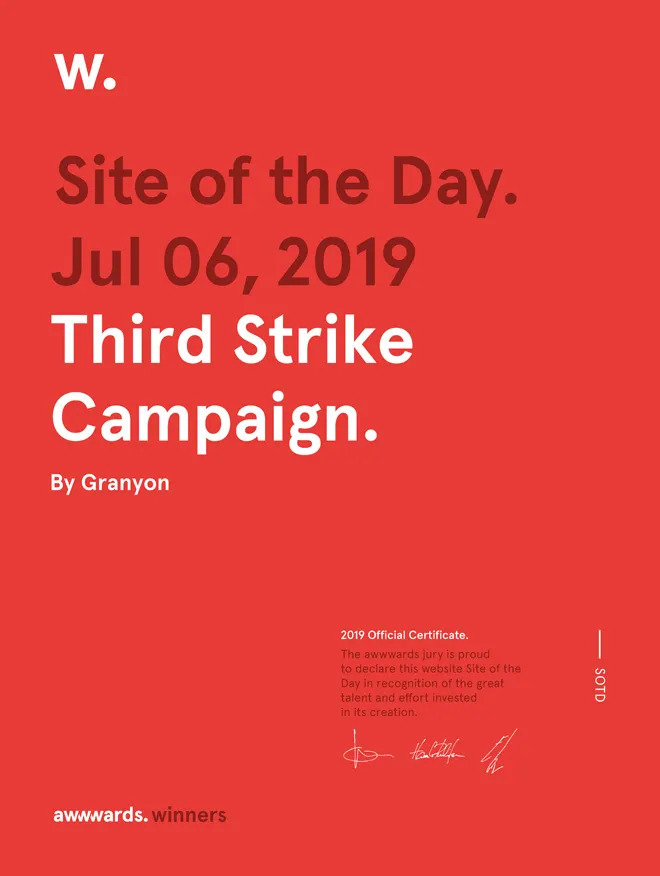 w.
Site of the Day.
Jul 06, 2019
Third Strike
Campaign.
By Granyon
2019 Official Certificate.
The awwwards jury is proud
to declare this website Site of the
Day in recognition of the great
talent and effort invested
in its creation.
SOTD
awwwards.winners